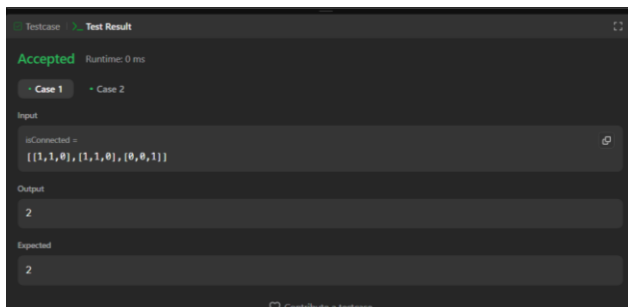 Testcase >_ Test Result
Accepted Runtime: 0 ms
• Case 1 • Case 2
Input
isConnected =
[[1,1,0],[1,1,0],[0,0,1]]
Output
2
Expected
2
Contribute a testcase